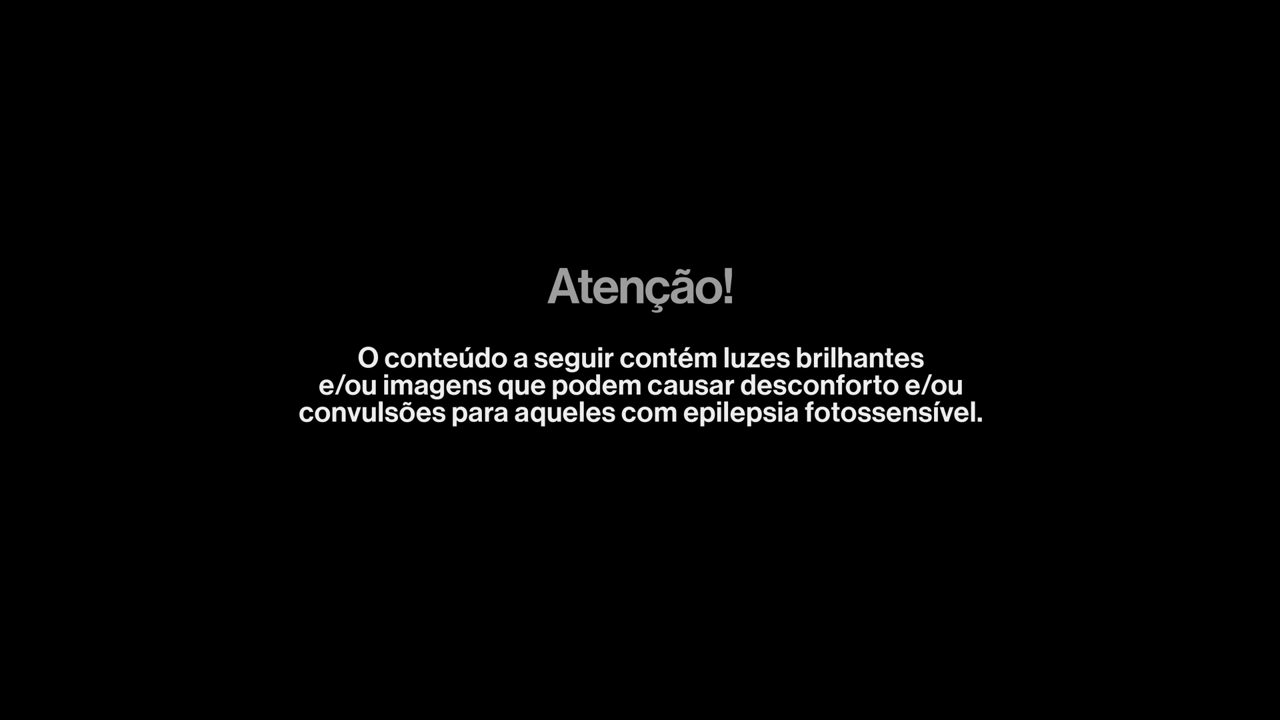 Atenção!
O conteúdo a seguir contém luzes brilhantes
e/ou imagens que podem causar desconforto e/ou
convulsões para aqueles com epilepsia fotossensível.